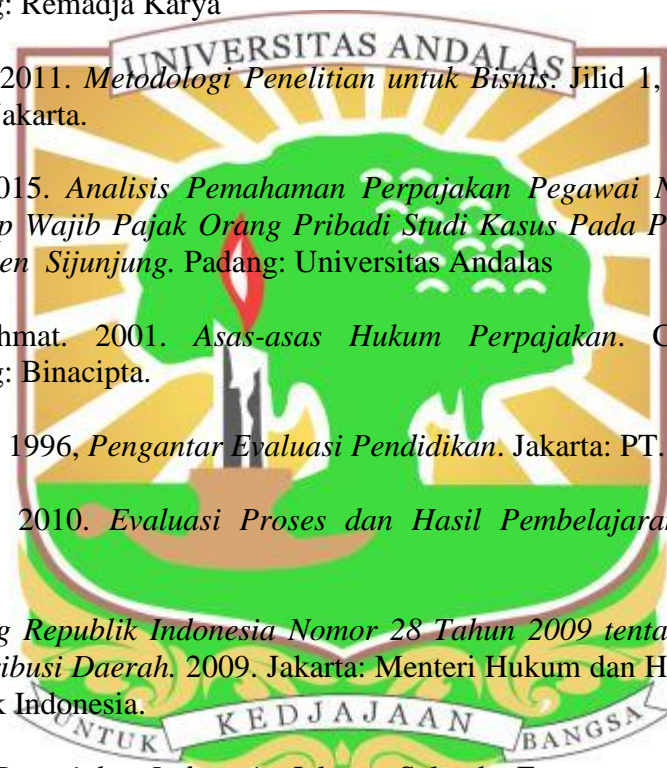 g: Remadja Karya
UNIVERSITAS ANDALAS
2011. Metodologi Penelitian untuk Bisnis. Jilid 1,
Jakarta.
015. Analisis Pemahaman Perpajakan Pegawai N
p Wajib Pajak Orang Pribadi Studi Kasus Pada P
en Sijunjung. Padang: Universitas Andalas
hmat. 2001. Asas-asas Hukum Perpajakan. C
g: Binacipta.
1996, Pengantar Evaluasi Pendidikan. Jakarta: PT.
2010. Evaluasi Proses dan Hasil Pembelajaran
g Republik Indonesia Nomor 28 Tahun 2009 tenta
ribusi Daerah. 2009. Jakarta: Menteri Hukum dan H
k Indonesia.
UNTUK KEDJAJAAN BANGSA